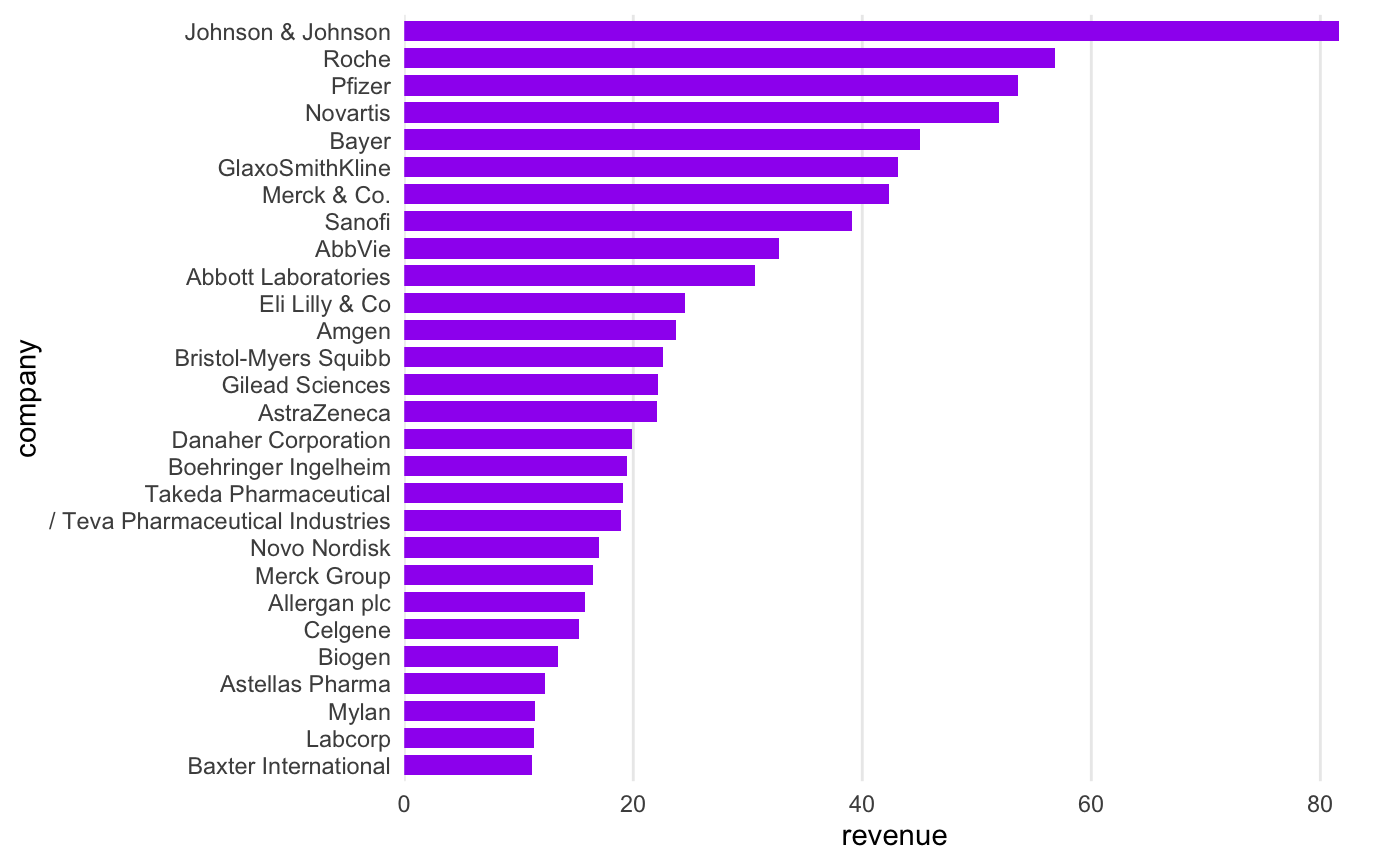 Johnson & Johnson
Roche
Pfizer
Novartis
Bayer
GlaxoSmithKline
Merck & Co.
Sanofi
AbbVie
Abbott Laboratories
Eli Lilly & Co
Amgen
Bristol-Myers Squibb
Gilead Sciences
AstraZeneca
Danaher Corporation
Boehringer Ingelheim
Takeda Pharmaceutical
/ Teva Pharmaceutical Industries
Novo Nordisk
Merck Group
Allergan plc
Celgene
Biogen
Astellas Pharma
Mylan
Labcorp
Baxter International
company
0 20 40 60 80
revenue